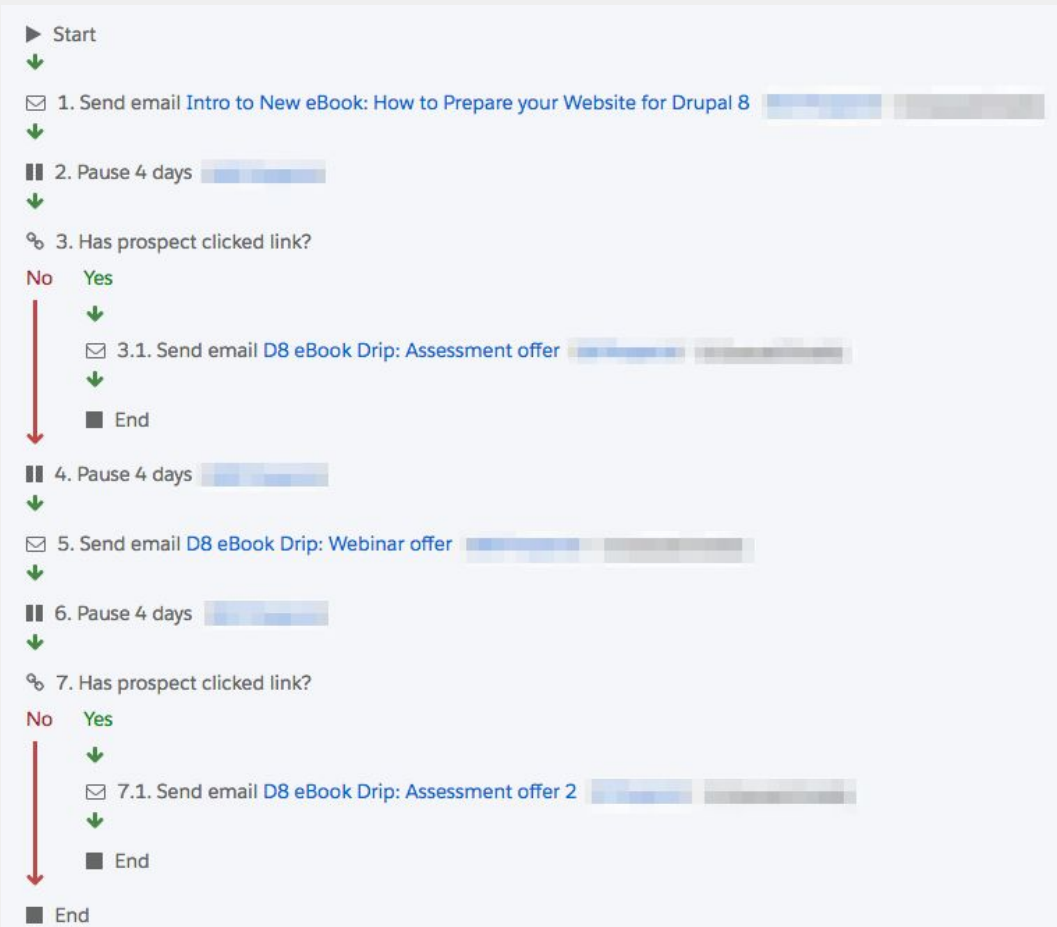 Start
1. Send email Intro to New eBook: How to Prepare your Website for Drupal 8
2. Pause 4 days
3. Has prospect clicked link?
No Yes
3.1. Send email D8 eBook Drip: Assessment offer
End
4. Pause 4 days
5. Send email D8 eBook Drip: Webinar offer
6. Pause 4 days
7. Has prospect clicked link?
No Yes
7.1. Send email D8 eBook Drip: Assessment offer 2
End
End